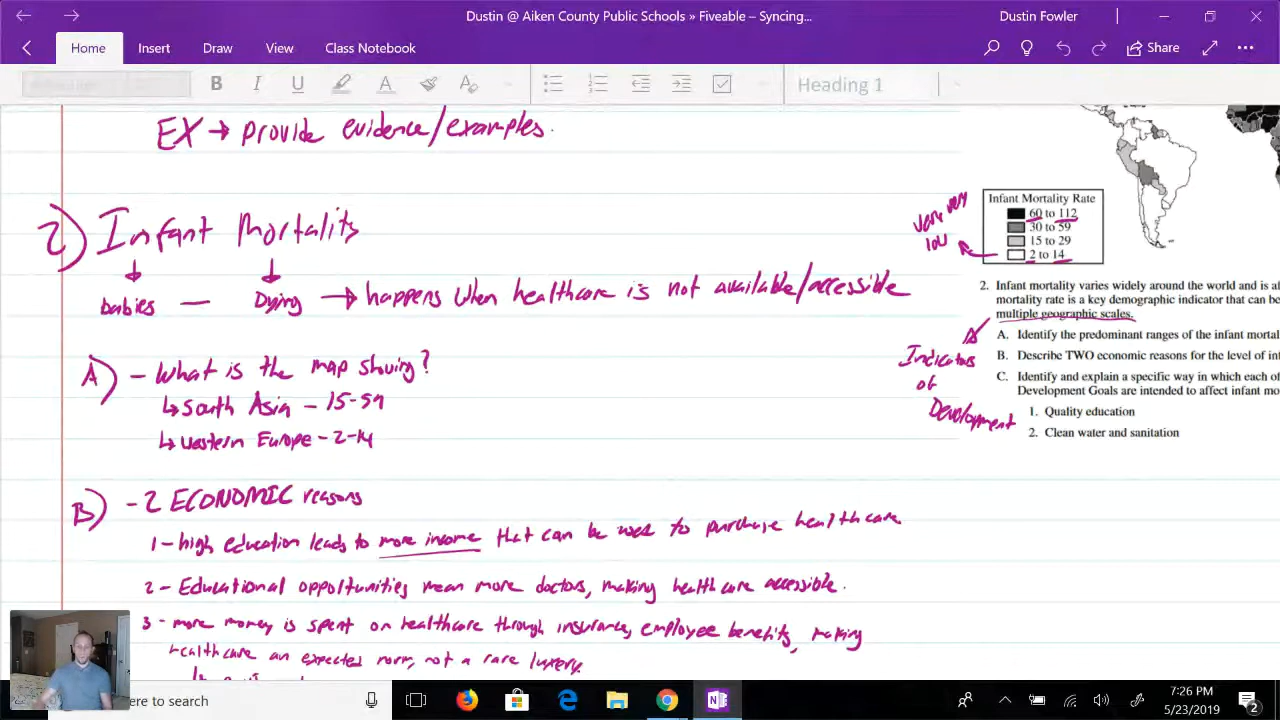 Dustin @ Aiken County Public Schools » Fiveable – Syncing...
Dustin Fowler
Home Insert Draw View Class Notebook
Share
B I U A Heading 1
EX → provide evidence/examples.
2) Infant Mortality
babies — Dying → happens when healthcare is not available/accessible
A) - What is the map showing?
↳ South Asia - 15-59
↳ Western Europe - 2-14
B) - 2 ECONOMIC reasons
1 - high education leads to more income that can be used to purchase healthcare
2 - Educational opportunities mean more doctors, making healthcare accessible.
3 - more money is spent on healthcare through insurance, employee benefits, making
healthcare an expected norm, not a rare luxury.
very very
low
Infant Mortality Rate
60 to 112
30 to 59
15 to 29
2 to 14
2. Infant mortality varies widely around the world and is af
mortality rate is a key demographic indicator that can be
multiple geographic scales.
A. Identify the predominant ranges of the infant mortal
B. Describe TWO economic reasons for the level of inf
C. Identify and explain a specific way in which each of
Development Goals are intended to affect infant mo
1. Quality education
2. Clean water and sanitation
Indicators
of
Development
here to search
7:26 PM
5/23/2019
2